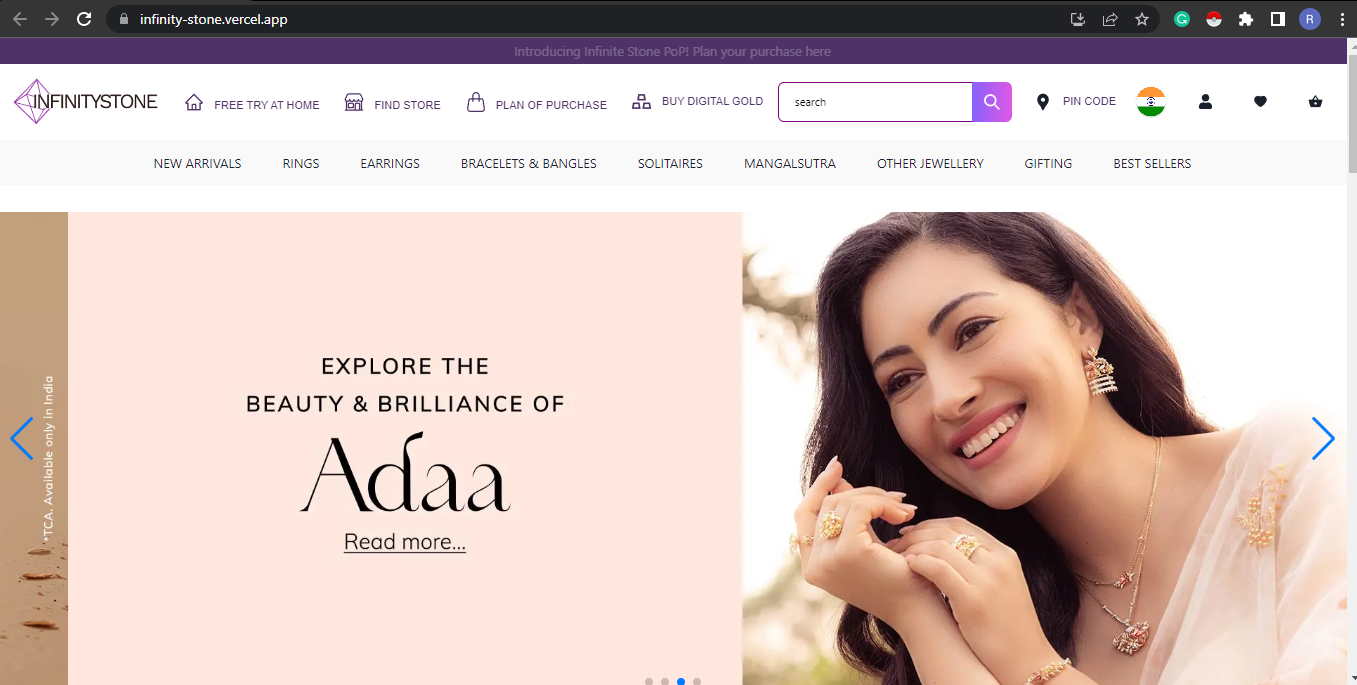 infinity-stone.vercel.app
R
Introducing Infinite Stone PoP! Plan your purchase here
INFINITYSTONE
FREE TRY AT HOME
FIND STORE
PLAN OF PURCHASE
BUY DIGITAL GOLD
search
PIN CODE
NEW ARRIVALS
RINGS
EARRINGS
BRACELETS & BANGLES
SOLITAIRES
MANGALSUTRA
OTHER JEWELLERY
GIFTING
BEST SELLERS
*TCA. Available only in India
EXPLORE THE
BEAUTY & BRILLIANCE OF
Adaa
Read more...